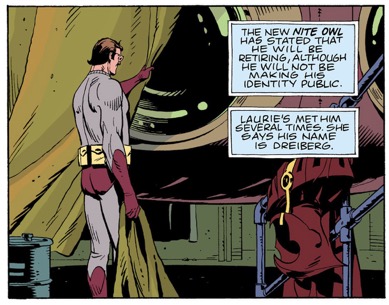 THE NEW NITE OWL
HAS STATED THAT
HE WILL BE
RETIRING, ALTHOUGH
HE WILL NOT BE
MAKING HIS
IDENTITY PUBLIC.
LAURIE'S MET HIM
SEVERAL TIMES. SHE
SAYS HIS NAME
IS DREIBERG.